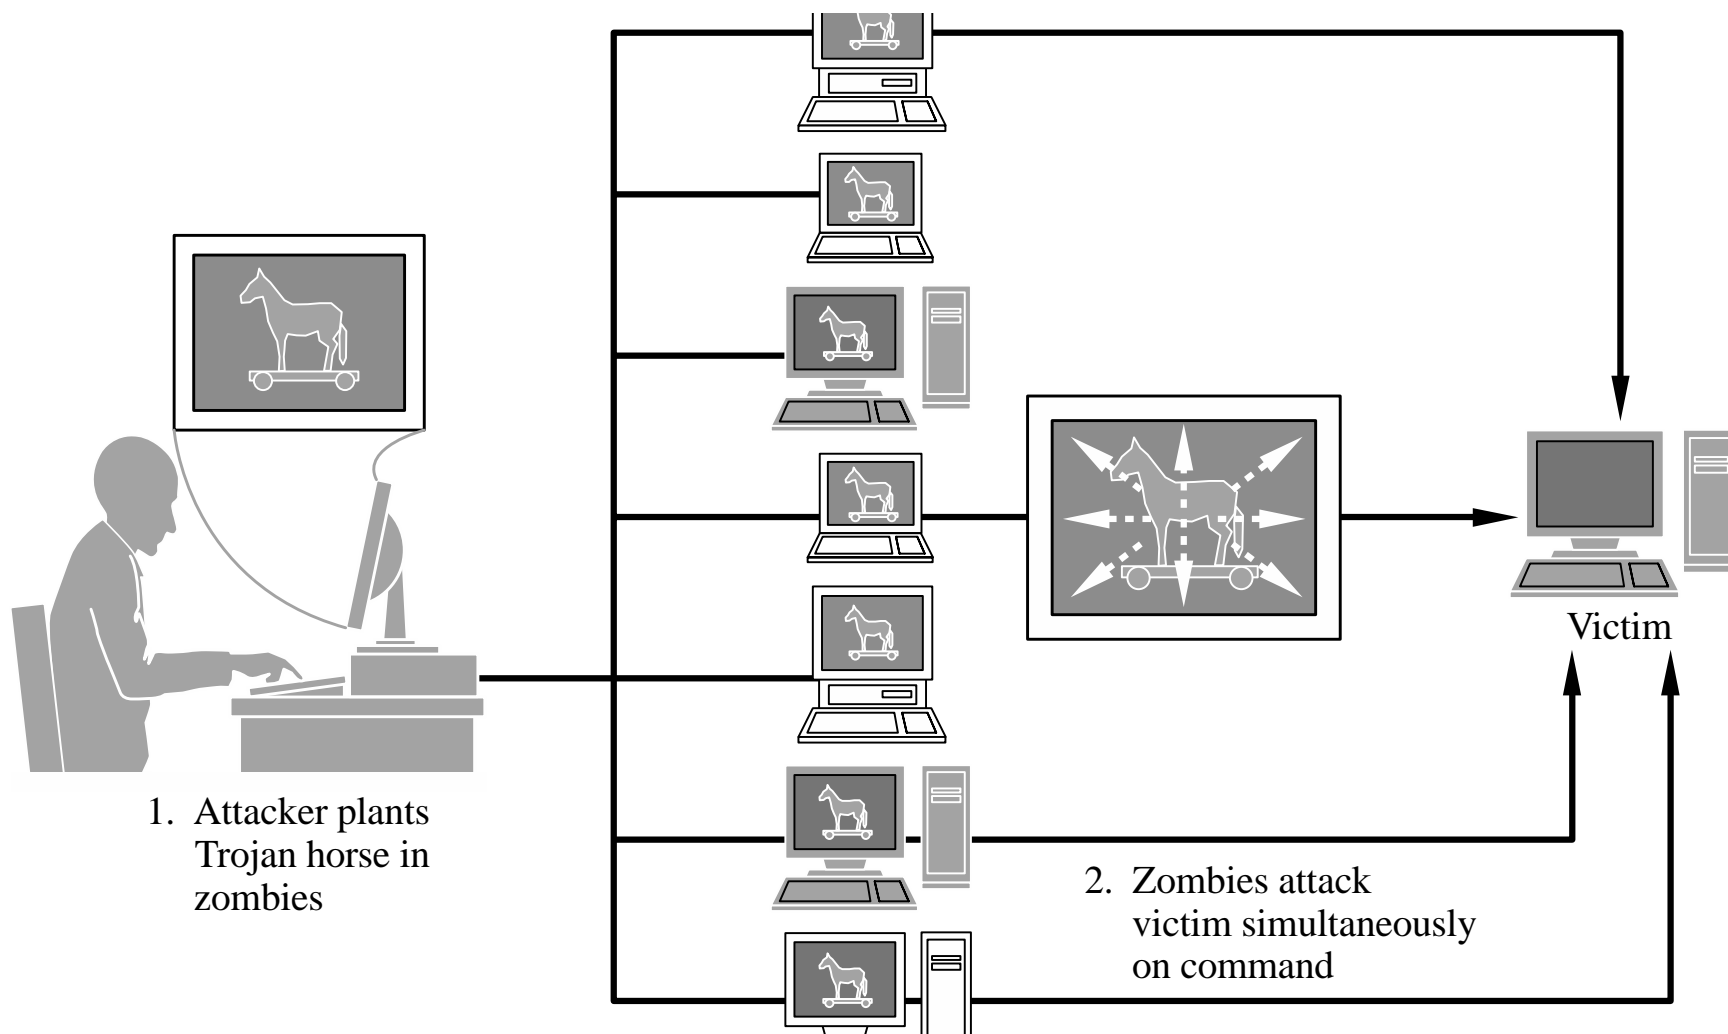 Victim
1. Attacker plants
Trojan horse in
zombies
2. Zombies attack
victim simultaneously
on command